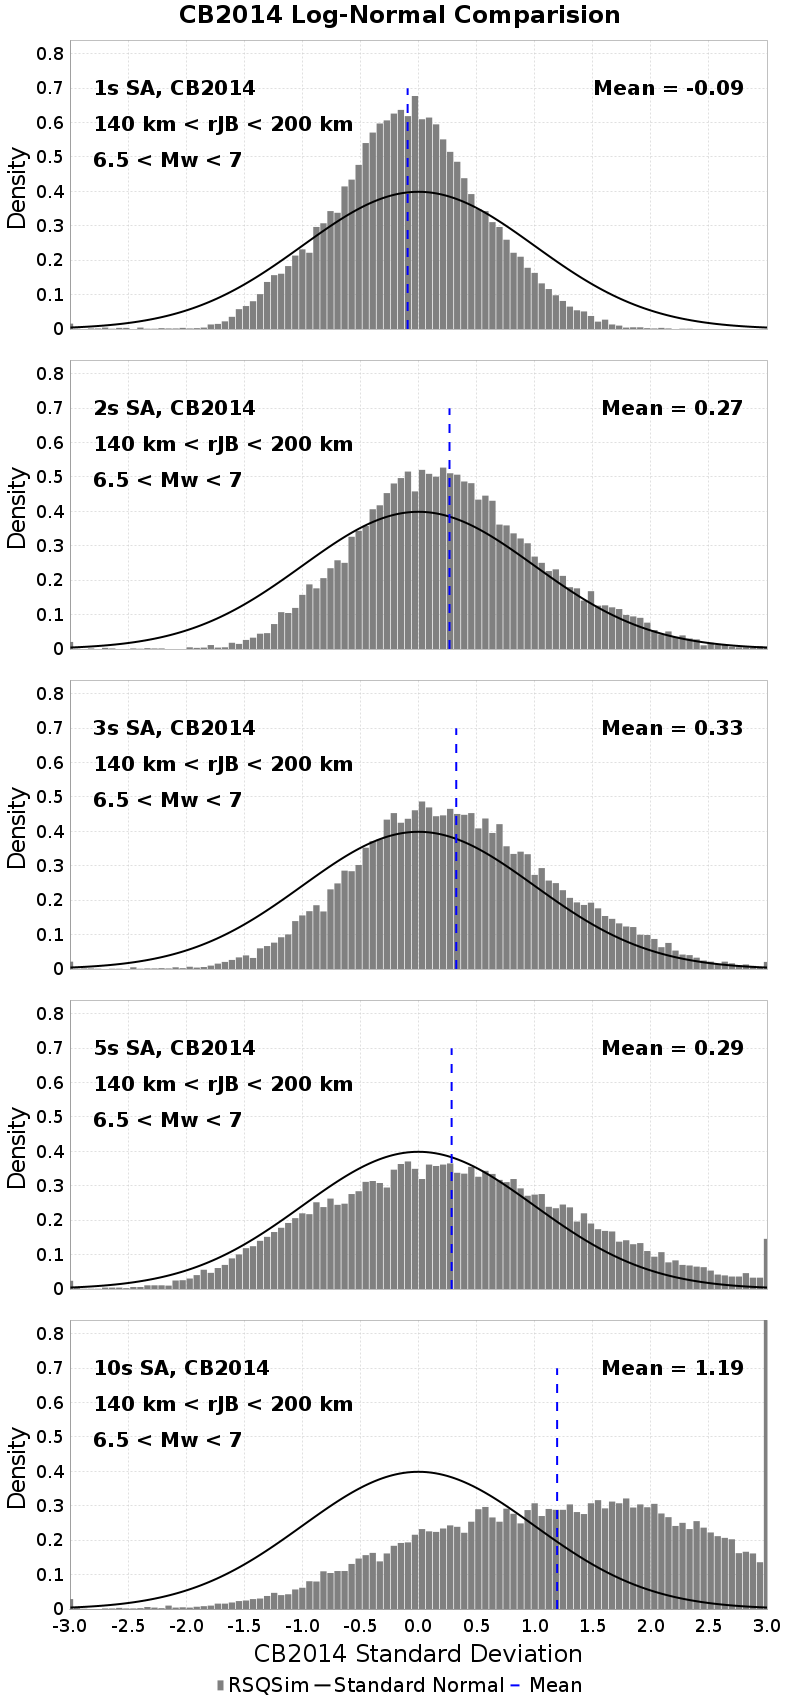 CB2014 Log-Normal Comparision
0.8
0.7
0.6
0.5
0.4
0.3
0.2
0.1
0
Density
1s SA, CB2014
140 km < rJB < 200 km
6.5 < Mw < 7
Mean = -0.09
0.8
0.7
0.6
0.5
0.4
0.3
0.2
0.1
0
Density
2s SA, CB2014
140 km < rJB < 200 km
6.5 < Mw < 7
Mean = 0.27
0.8
0.7
0.6
0.5
0.4
0.3
0.2
0.1
0
Density
3s SA, CB2014
140 km < rJB < 200 km
6.5 < Mw < 7
Mean = 0.33
0.8
0.7
0.6
0.5
0.4
0.3
0.2
0.1
0
Density
5s SA, CB2014
140 km < rJB < 200 km
6.5 < Mw < 7
Mean = 0.29
0.8
0.7
0.6
0.5
0.4
0.3
0.2
0.1
0
Density
10s SA, CB2014
140 km < rJB < 200 km
6.5 < Mw < 7
Mean = 1.19
-3.0 -2.5 -2.0 -1.5 -1.0 -0.5 0.0 0.5 1.0 1.5 2.0 2.5 3.0
CB2014 Standard Deviation
RSQSim Standard Normal Mean